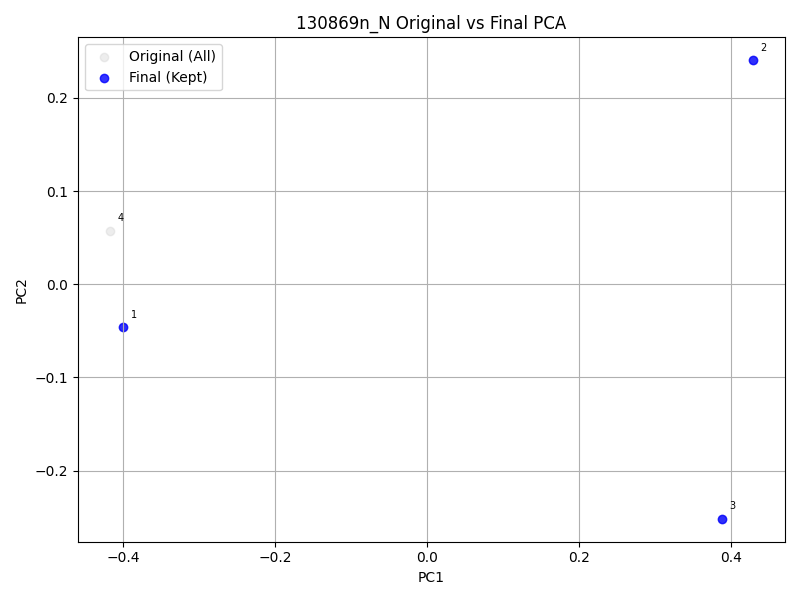 130869n_N Original vs Final PCA
Original (All)
Final (Kept)
2
4
1
3
0.2
0.1
0.0
−0.1
−0.2
PC2
−0.4
−0.2
0.0
0.2
0.4
PC1